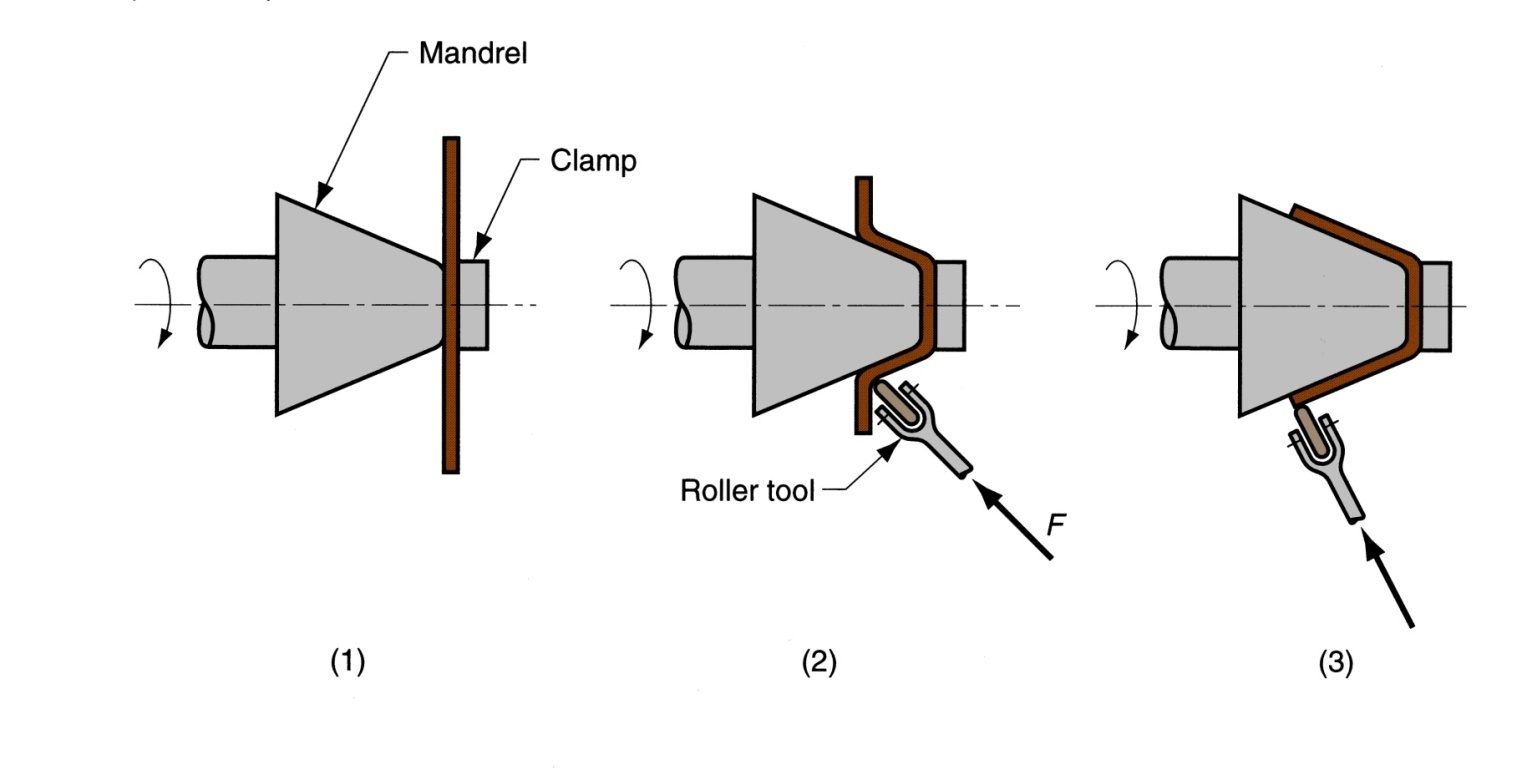 Mandrel
Clamp
Roller tool
F
(1)
(2)
(3)